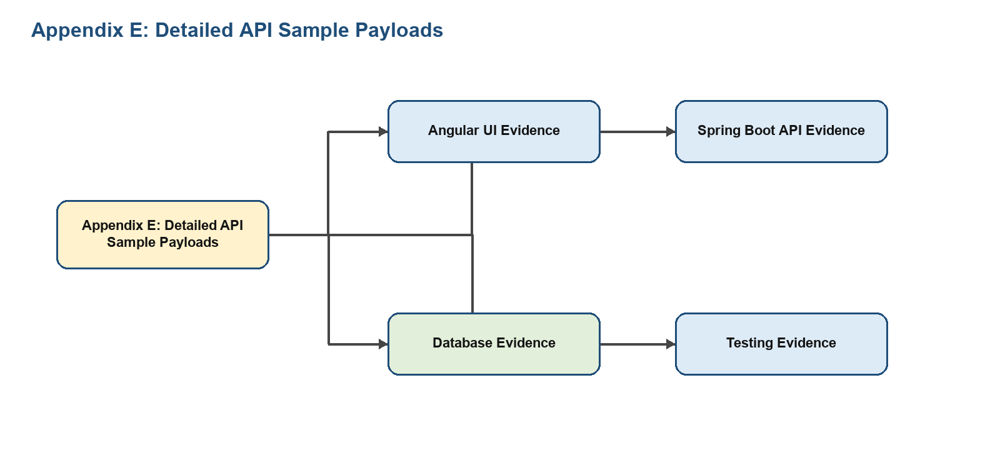 Appendix E: Detailed API Sample Payloads
Angular UI Evidence
Spring Boot API Evidence
Appendix E: Detailed API
Sample Payloads
Database Evidence
Testing Evidence